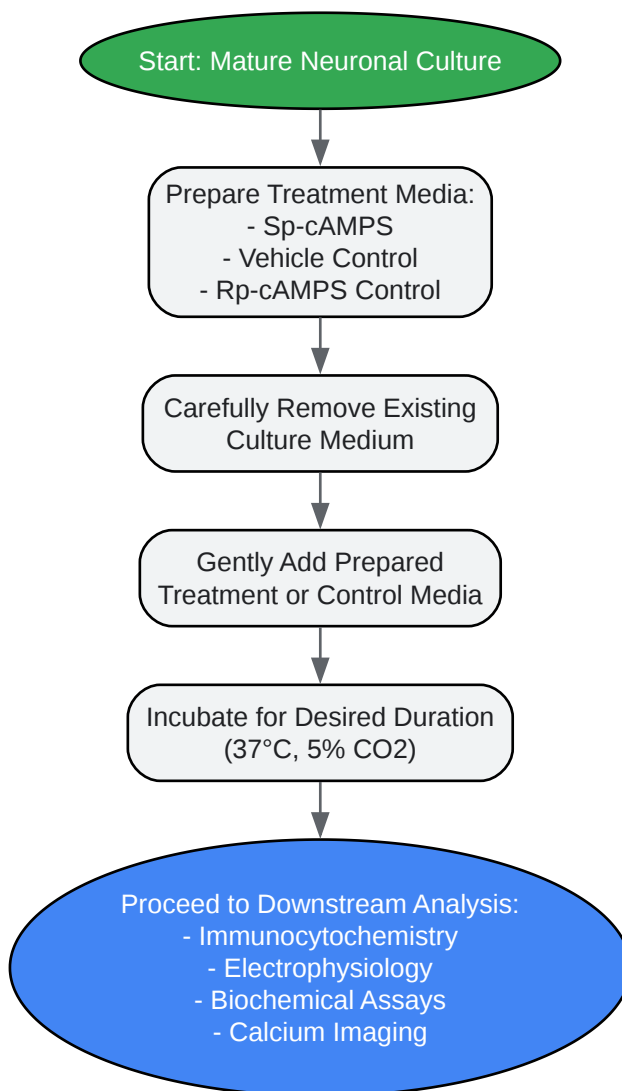 Start: Mature Neuronal Culture
Prepare Treatment Media:
- Sp-cAMPS
- Vehicle Control
- Rp-cAMPS Control
Carefully Remove Existing
Culture Medium
Gently Add Prepared
Treatment or Control Media
Incubate for Desired Duration
(37°C, 5% CO2)
Proceed to Downstream Analysis:
- Immunocytochemistry
- Electrophysiology
- Biochemical Assays
- Calcium Imaging